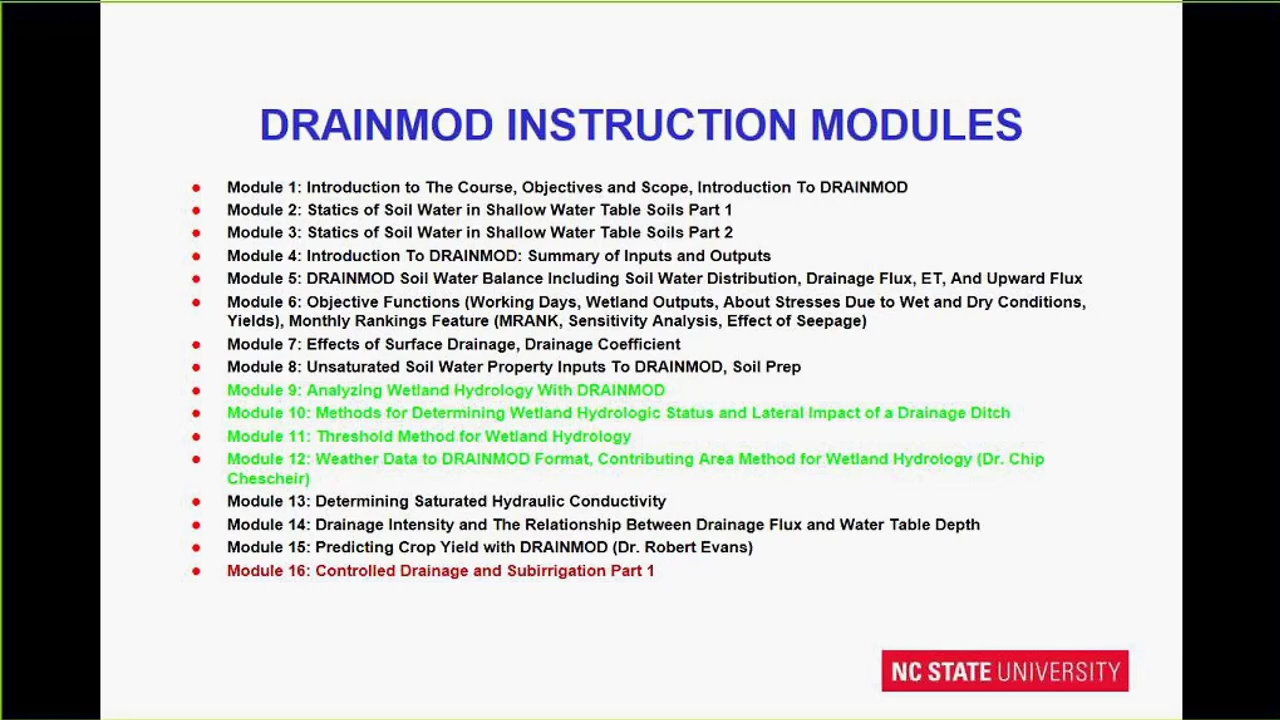 DRAINMOD INSTRUCTION MODULES
Module 1: Introduction to The Course, Objectives and Scope, Introduction To DRAINMOD
Module 2: Statics of Soil Water in Shallow Water Table Soils Part 1
Module 3: Statics of Soil Water in Shallow Water Table Soils Part 2
Module 4: Introduction To DRAINMOD: Summary of Inputs and Outputs
Module 5: DRAINMOD Soil Water Balance Including Soil Water Distribution, Drainage Flux, ET, And Upward Flux
Module 6: Objective Functions (Working Days, Wetland Outputs, About Stresses Due to Wet and Dry Conditions,
Yields), Monthly Rankings Feature (MRANK, Sensitivity Analysis, Effect of Seepage)
Module 7: Effects of Surface Drainage, Drainage Coefficient
Module 8: Unsaturated Soil Water Property Inputs To DRAINMOD, Soil Prep
Module 9: Analyzing Wetland Hydrology With DRAINMOD
Module 10: Methods for Determining Wetland Hydrologic Status and Lateral Impact of a Drainage Ditch
Module 11: Threshold Method for Wetland Hydrology
Module 12: Weather Data to DRAINMOD Format, Contributing Area Method for Wetland Hydrology (Dr. Chip
Chescheir)
Module 13: Determining Saturated Hydraulic Conductivity
Module 14: Drainage Intensity and The Relationship Between Drainage Flux and Water Table Depth
Module 15: Predicting Crop Yield with DRAINMOD (Dr. Robert Evans)
Module 16: Controlled Drainage and Subirrigation Part 1
NC STATE UNIVERSITY